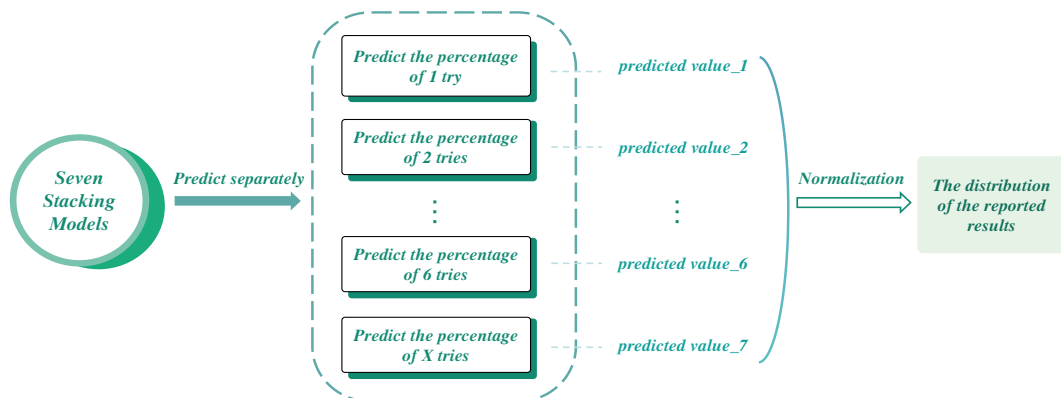 Seven
Stacking
Models
Predict separately
Predict the percentage
of 1 try
Predict the percentage
of 2 tries
⋮
Predict the percentage
of 6 tries
Predict the percentage
of X tries
predicted value_1
predicted value_2
⋮
predicted value_6
predicted value_7
Normalization
The distribution
of the reported
results